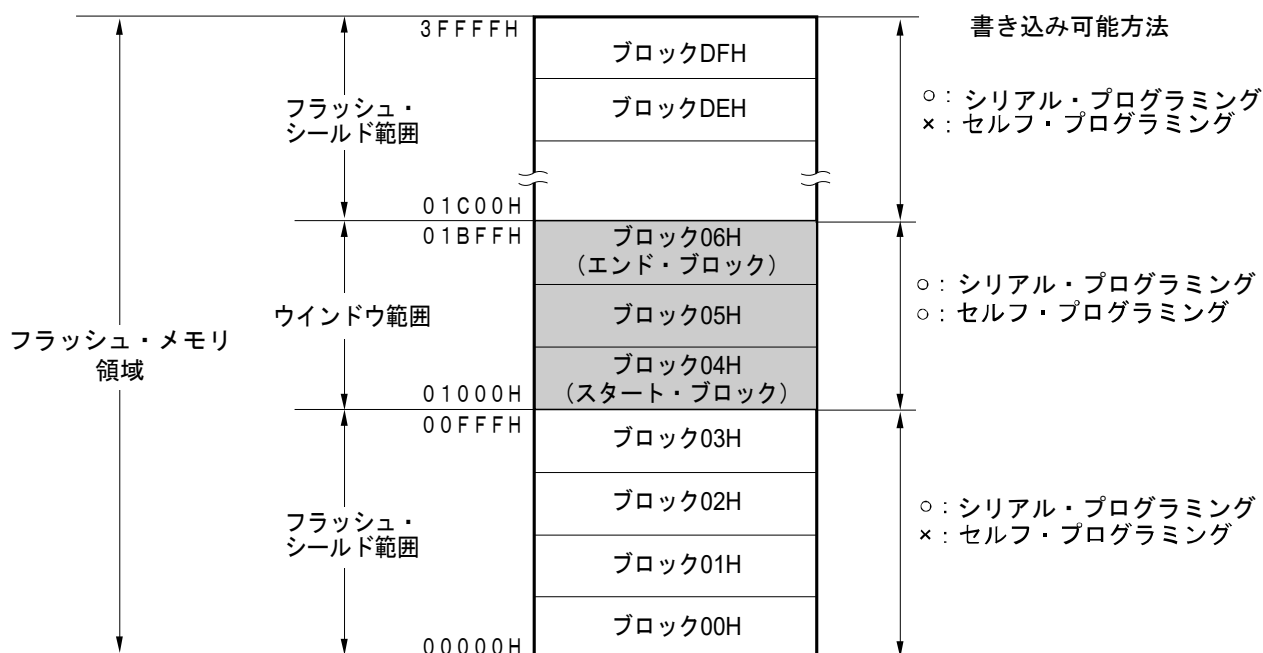 書き込み可能方法
3FFFFH
ブロックDFH
ブロックDEH
フラッシュ・
シールド範囲
○：シリアル・プログラミング
×：セルフ・プログラミング
01C00H
01BFFH
ブロック06H
（エンド・ブロック）
ブロック05H
ブロック04H
（スタート・ブロック）
ウインドウ範囲
○：シリアル・プログラミング
○：セルフ・プログラミング
フラッシュ・メモリ
領域
01000H
00FFFH
ブロック03H
ブロック02H
ブロック01H
ブロック00H
フラッシュ・
シールド範囲
○：シリアル・プログラミング
×：セルフ・プログラミング
00000H